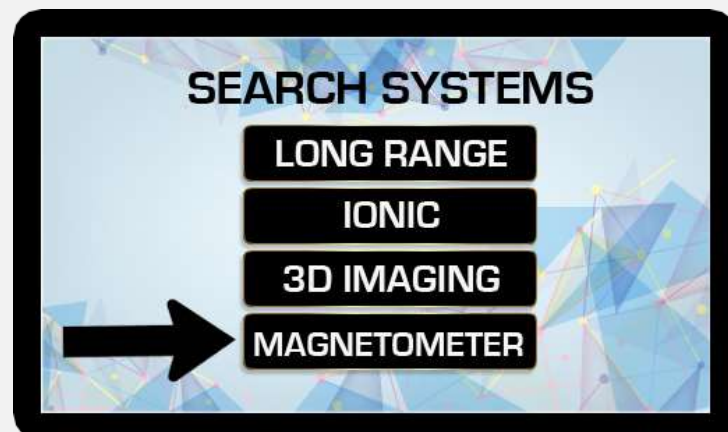 SEARCH SYSTEMS
LONG RANGE
IONIC
3D IMAGING
MAGNETOMETER